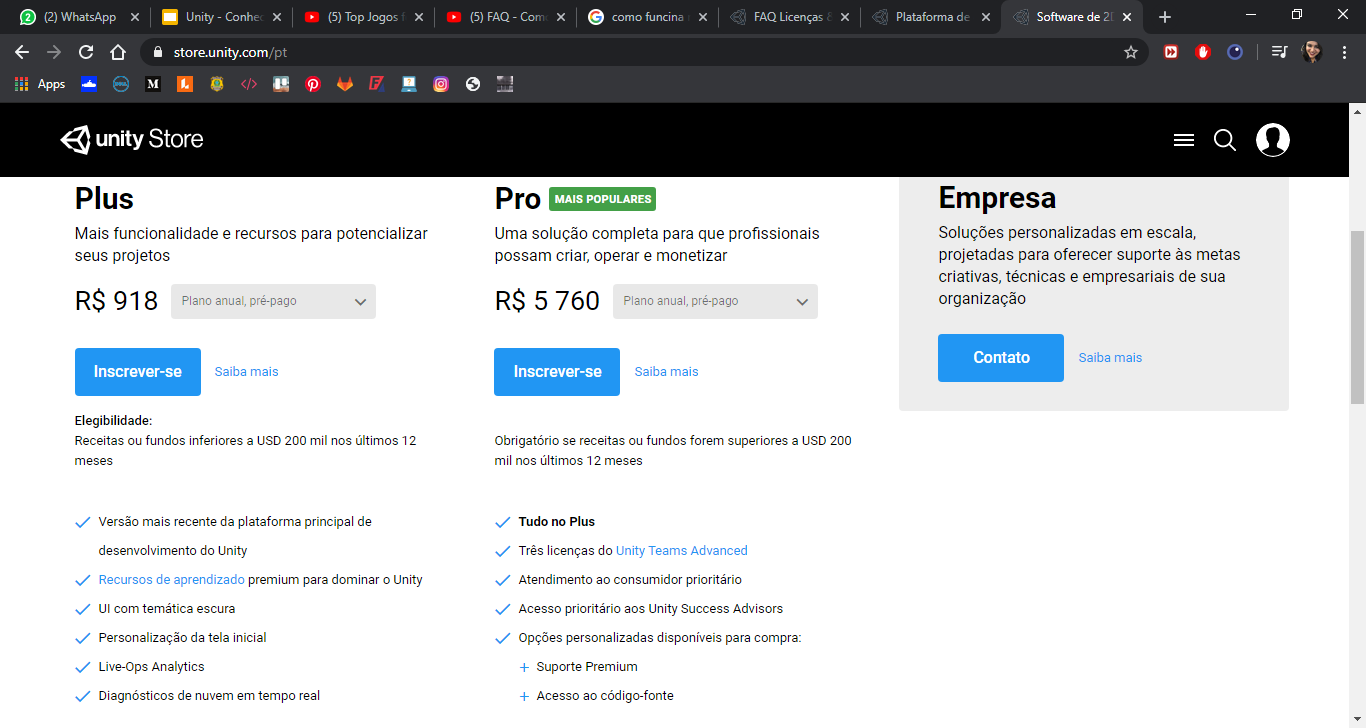 (2) WhatsApp
Unity - Conhec
(5) Top Jogos f
(5) FAQ - Com
como funcina
FAQ Licenças &
Plataforma de
Software de 2D
store.unity.com/pt
Apps
unity Store
Plus
Mais funcionalidade e recursos para potencializar
seus projetos
R$ 918
Plano anual, pré-pago
Inscrever-se
Saiba mais
Elegibilidade:
Receitas ou fundos inferiores a USD 200 mil nos últimos 12
meses
Versão mais recente da plataforma principal de
desenvolvimento do Unity
Recursos de aprendizado premium para dominar o Unity
UI com temática escura
Personalização da tela inicial
Live-Ops Analytics
Diagnósticos de nuvem em tempo real
Pro MAIS POPULARES
Uma solução completa para que profissionais
possam criar, operar e monetizar
R$ 5 760
Plano anual, pré-pago
Inscrever-se
Saiba mais
Obrigatório se receitas ou fundos forem superiores a USD 200
mil nos últimos 12 meses
Tudo no Plus
Três licenças do Unity Teams Advanced
Atendimento ao consumidor prioritário
Acesso prioritário aos Unity Success Advisors
Opções personalizadas disponíveis para compra:
+ Suporte Premium
+ Acesso ao código-fonte
Empresa
Soluções personalizadas em escala,
projetadas para oferecer suporte às metas
criativas, técnicas e empresariais de sua
organização
Contato
Saiba mais